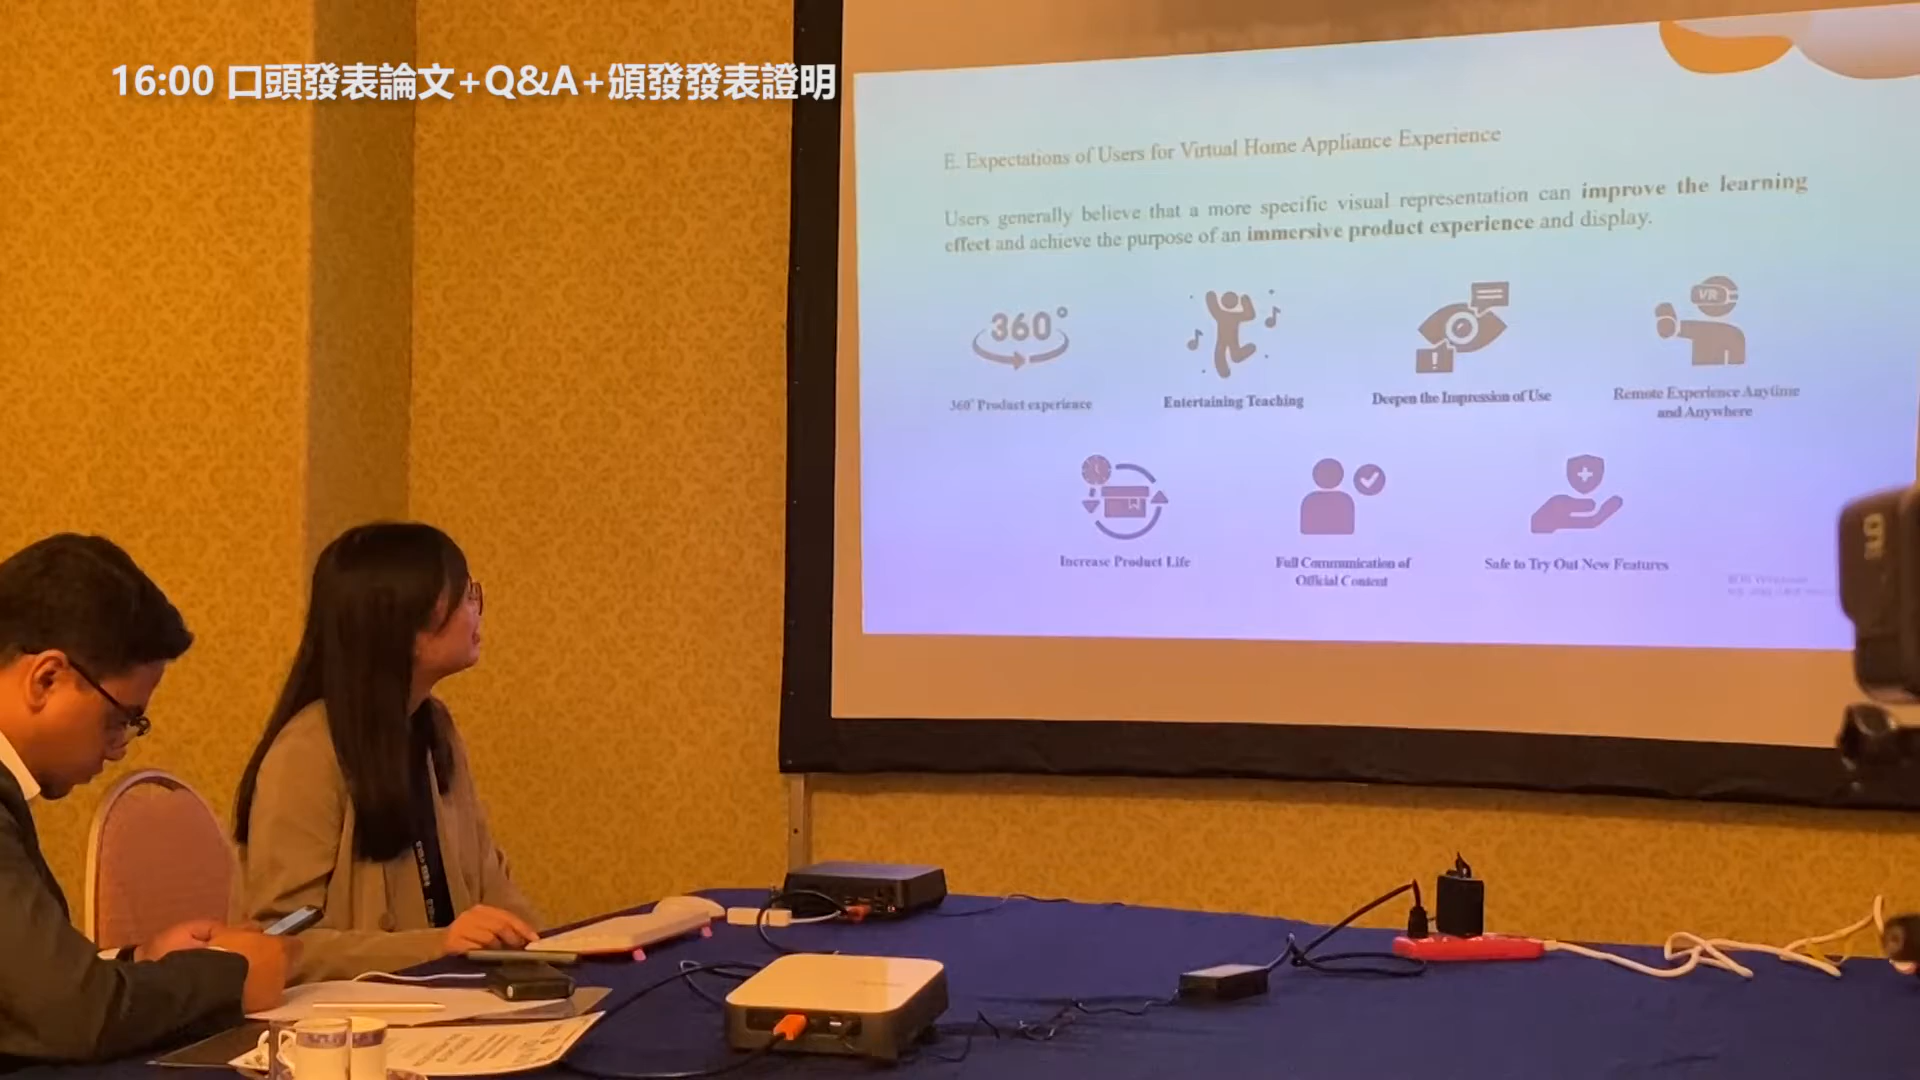 16:00 口頭發表論文+Q&A+頒發發表證明
E. Expectations of Users for Virtual Home Appliance Experience
Users generally believe that a more specific visual representation can improve the learning
effect and achieve the purpose of an immersive product experience and display.
360°
VR
360° Product experience
Entertaining Teaching
Deepen the Impression of Use
Remote Experience Anytime
and Anywhere
Increase Product Life
Full Communication of
Official Content
Safe to Try Out New Features